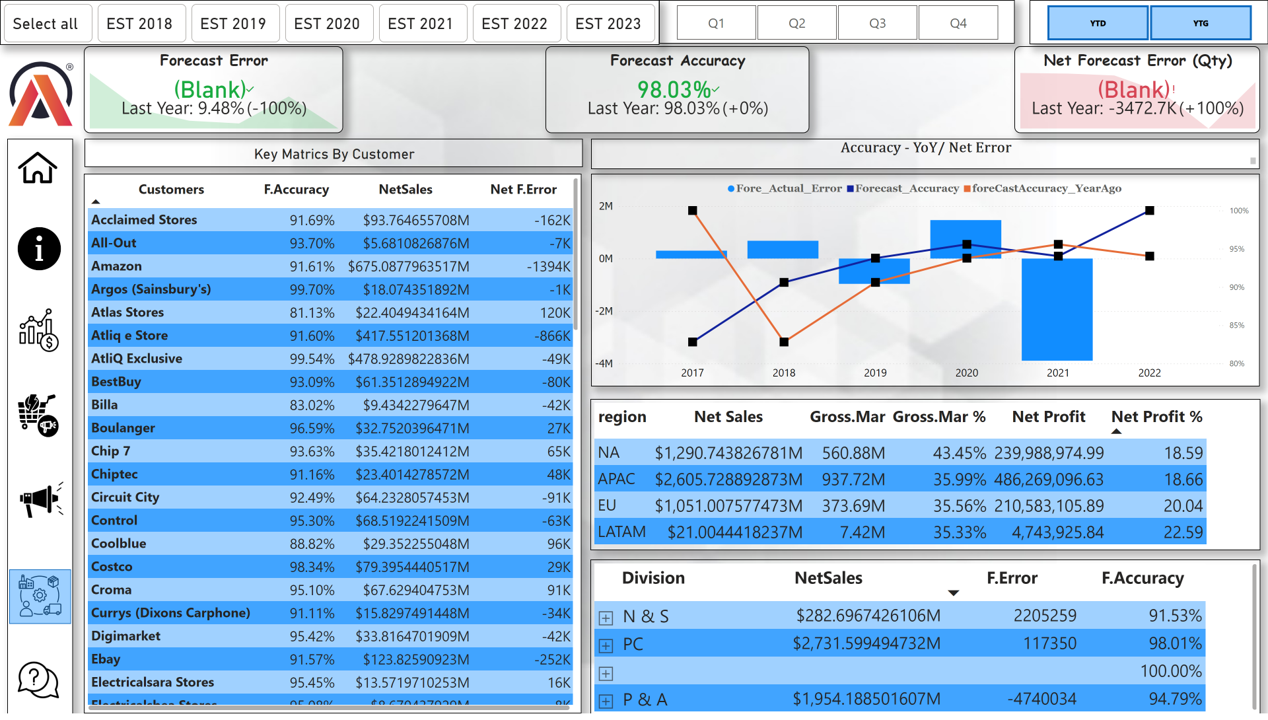 Select all EST 2018 EST 2019 EST 2020 EST 2021 EST 2022 EST 2023 Q1 Q2 Q3 Q4 YTD YTG
Forecast Error
(Blank)
Last Year: 9.48% (-100%)
Forecast Accuracy
98.03%
Last Year: 98.03% (+0%)
Net Forecast Error (Qty)
(Blank)!
Last Year: -3472.7K (+100%)
Key Matrics By Customer
Customers F.Accuracy NetSales Net F.Error
Acclaimed Stores 91.69% $93.764655708M -162K
All-Out 93.70% $5.6810826876M -7K
Amazon 91.61% $675.0877963517M -1394K
Argos (Sainsbury's) 99.70% $18.074351892M -1K
Atlas Stores 81.13% $22.4049434164M 120K
Atliq e Store 91.60% $417.551201368M -866K
AtliQ Exclusive 99.54% $478.9289822836M -49K
BestBuy 93.09% $61.3512894922M -80K
Billa 83.02% $9.4342279647M -42K
Boulanger 96.59% $32.7520396471M 27K
Chip 7 93.63% $35.4218012412M 65K
Chiptec 91.16% $23.4014278572M 48K
Circuit City 92.49% $64.2328057453M -91K
Control 95.30% $68.5192241509M -63K
Coolblue 88.82% $29.352255048M 96K
Costco 98.34% $79.3954440517M 29K
Croma 95.10% $67.629404753M 91K
Currys (Dixons Carphone) 91.11% $15.8297491448M -34K
Digimarket 95.42% $33.8164701909M -42K
Ebay 91.57% $123.82590923M -252K
Electricalsara Stores 95.45% $13.5719710253M 16K
Accuracy - YoY/ Net Error
Fore_Actual_Error Forecast_Accuracy foreCastAccuracy_YearAgo
2M 100%
95%
0M
90%
-2M
85%
-4M 80%
2017 2018 2019 2020 2021 2022
region Net Sales Gross.Mar Gross.Mar % Net Profit Net Profit %
NA $1,290.743826781M 560.88M 43.45% 239,988,974.99 18.59
APAC $2,605.728892873M 937.72M 35.99% 486,269,096.63 18.66
EU $1,051.007577473M 373.69M 35.56% 210,583,105.89 20.04
LATAM $21.0044418237M 7.42M 35.33% 4,743,925.84 22.59
Division NetSales F.Error F.Accuracy
N & S $282.6967426106M 2205259 91.53%
PC $2,731.599494732M 117350 98.01%
100.00%
P & A $1,954.188501607M -4740034 94.79%